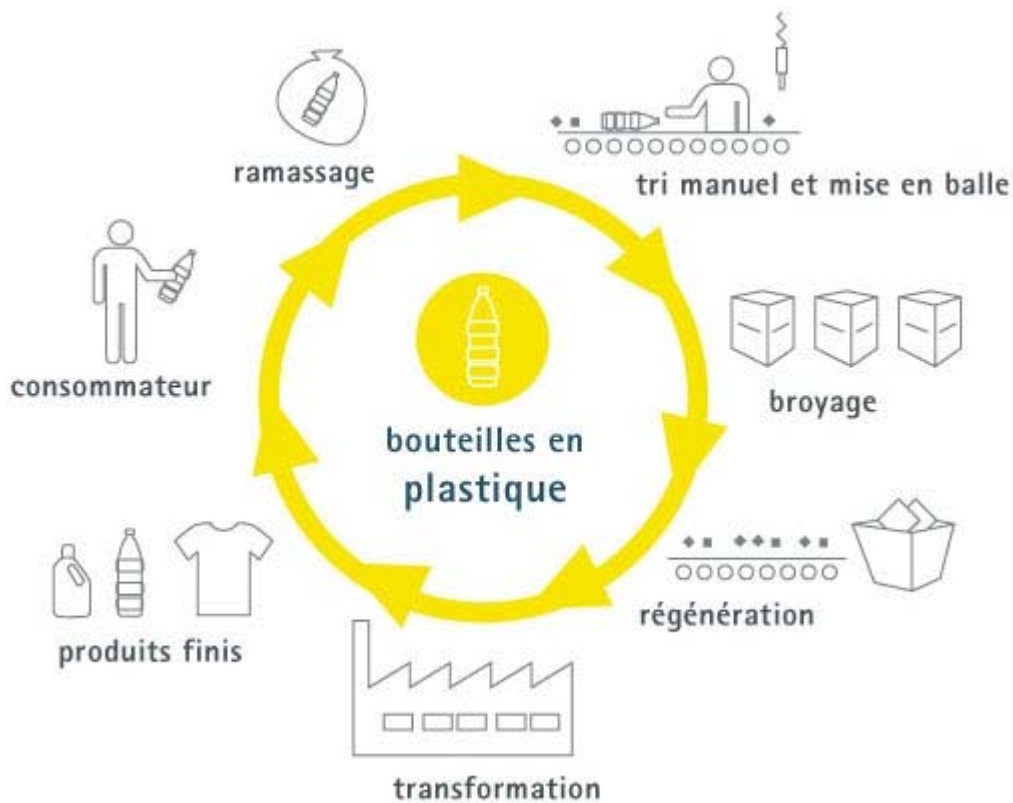 ramassage
tri manuel et mise en balle
consommateur
broyage
bouteilles en
plastique
régénération
produits finis
transformation